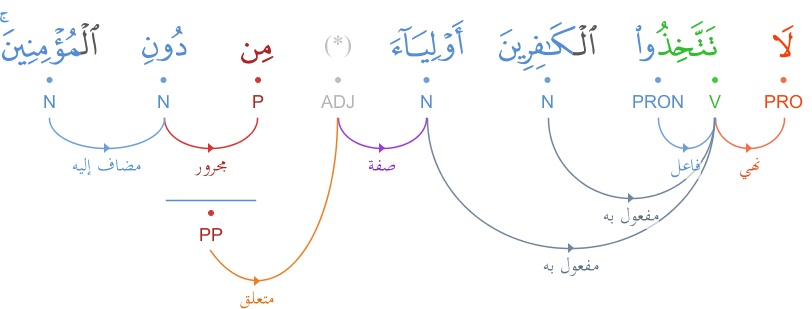 لَا تَتَّخِذُوا۟ ٱلْكَـٰفِرِينَ أَوْلِيَآءَ (*) مِن دُونِ ٱلْمُؤْمِنِينَ ۚ
PRO V PRON N N ADJ P N N
نهي فاعل صفة مجرور مضاف إليه
مفعول به
PP
مفعول به
متعلق